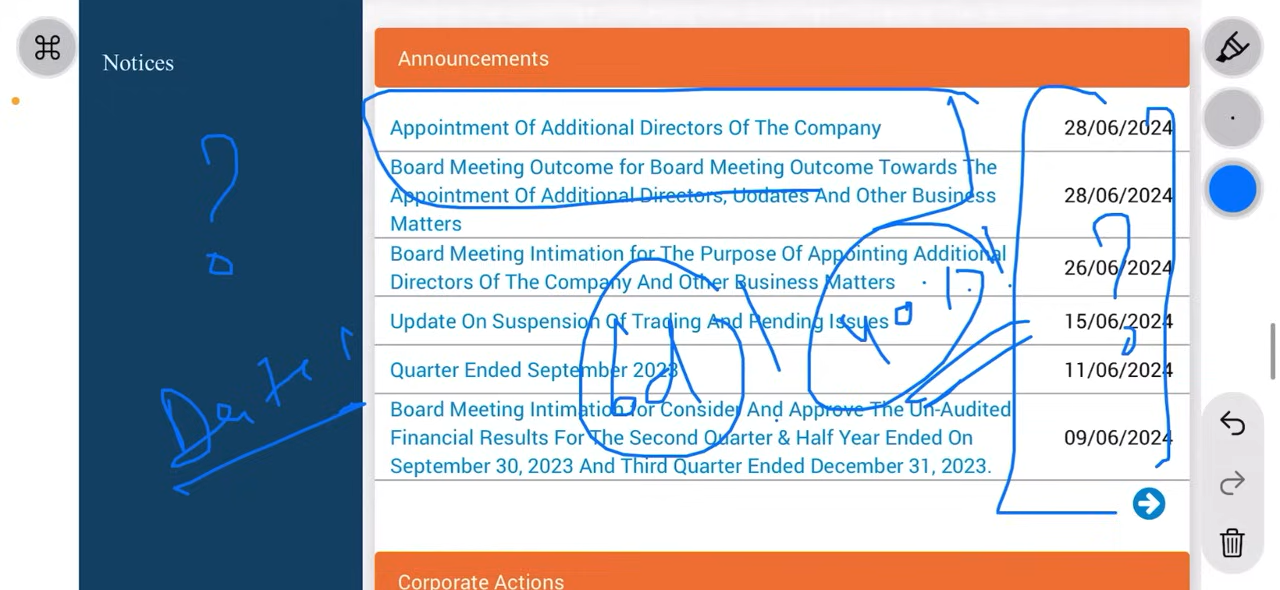 Notices
Announcements
Appointment Of Additional Directors Of The Company 28/06/2024
Board Meeting Outcome for Board Meeting Outcome Towards The
Appointment Of Additional Directors, Updates And Other Business 28/06/2024
Matters
Board Meeting Intimation for The Purpose Of Appointing Additional
Directors Of The Company And Other Business Matters 26/06/2024
Update On Suspension Of Trading And Pending Issues 15/06/2024
Quarter Ended September 2023 11/06/2024
Board Meeting Intimation for Consider And Approve The Un-Audited
Financial Results For The Second Quarter & Half Year Ended On 09/06/2024
September 30, 2023 And Third Quarter Ended December 31, 2023.
Corporate Actions
?
?